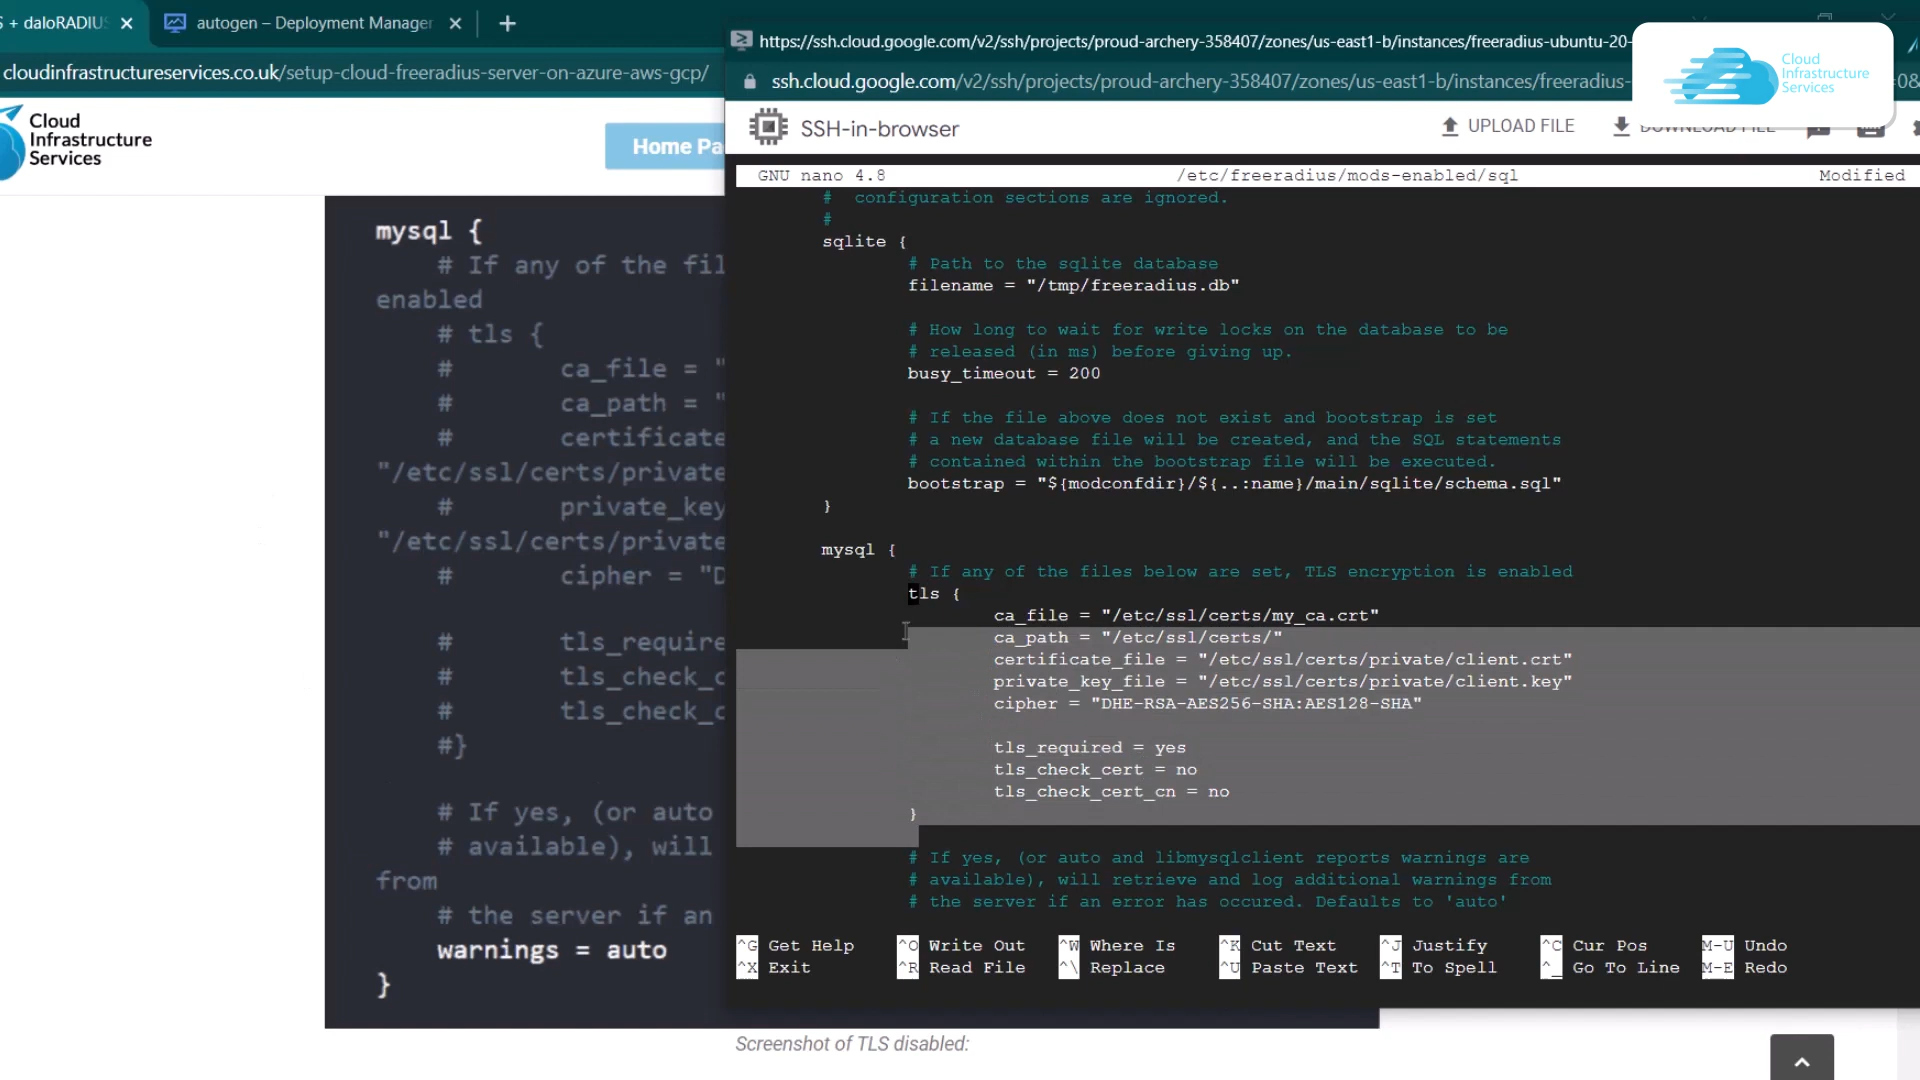 S + daloRADIUS
autogen – Deployment Manager
cloudinfrastructureservices.co.uk/setup-cloud-freeradius-server-on-azure-aws-gcp/
Cloud
Infrastructure
Services
Home Pa
mysql {
# If any of the fil
enabled
# tls {
# ca_file = "
# ca_path = "
# certificate
"/etc/ssl/certs/private
# private_key
"/etc/ssl/certs/private
# cipher = "D
# tls_require
# tls_check_c
# tls_check_c
#}
# If yes, (or auto
# available), will
from
# the server if an
warnings = auto
}
Screenshot of TLS disabled:
https://ssh.cloud.google.com/v2/ssh/projects/proud-archery-358407/zones/us-east1-b/instances/freeradius-ubuntu-20-
ssh.cloud.google.com/v2/ssh/projects/proud-archery-358407/zones/us-east1-b/instances/freeradius-
Cloud
Infrastructure
Services
SSH-in-browser
UPLOAD FILE
DOWNLOAD FILE
GNU nano 4.8 /etc/freeradius/mods-enabled/sql Modified
# configuration sections are ignored.
#
sqlite {
# Path to the sqlite database
filename = "/tmp/freeradius.db"
# How long to wait for write locks on the database to be
# released (in ms) before giving up.
busy_timeout = 200
# If the file above does not exist and bootstrap is set
# a new database file will be created, and the SQL statements
# contained within the bootstrap file will be executed.
bootstrap = "${modconfdir}/${..:name}/main/sqlite/schema.sql"
}
mysql {
# If any of the files below are set, TLS encryption is enabled
tls {
ca_file = "/etc/ssl/certs/my_ca.crt"
ca_path = "/etc/ssl/certs/"
certificate_file = "/etc/ssl/certs/private/client.crt"
private_key_file = "/etc/ssl/certs/private/client.key"
cipher = "DHE-RSA-AES256-SHA:AES128-SHA"
tls_required = yes
tls_check_cert = no
tls_check_cert_cn = no
}
# If yes, (or auto and libmysqlclient reports warnings are
# available), will retrieve and log additional warnings from
# the server if an error has occured. Defaults to 'auto'
^G Get Help ^O Write Out ^W Where Is ^K Cut Text ^J Justify ^C Cur Pos M-U Undo
^X Exit ^R Read File ^\ Replace ^U Paste Text ^T To Spell ^_ Go To Line M-E Redo